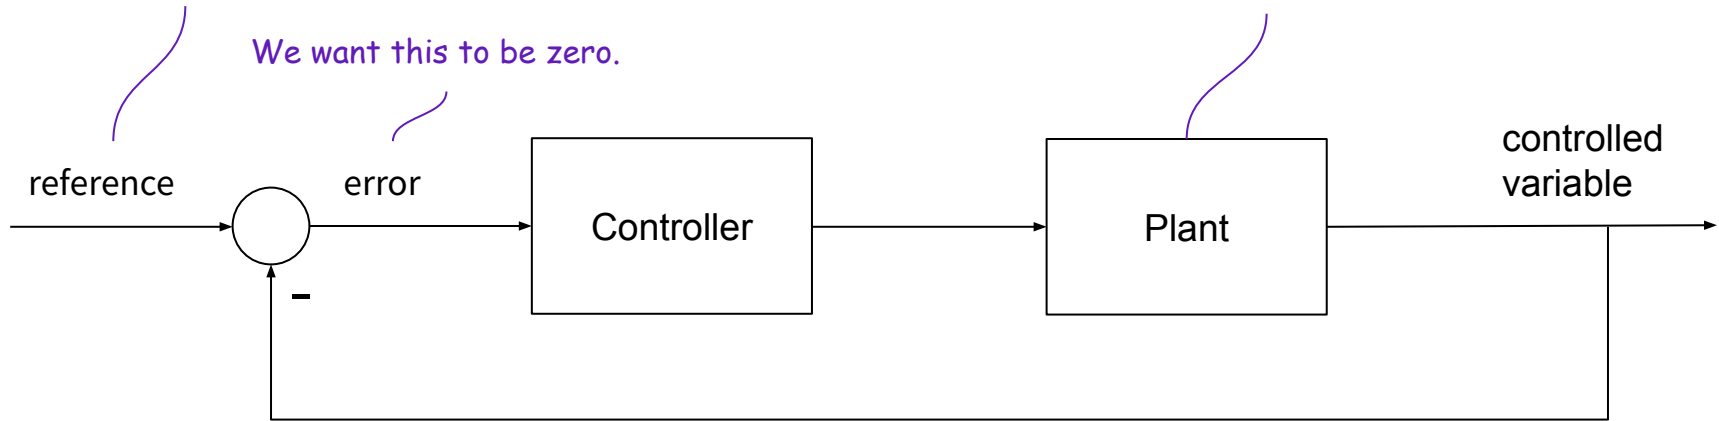 We want this to be zero.
reference
error
Controller
Plant
controlled
variable
-